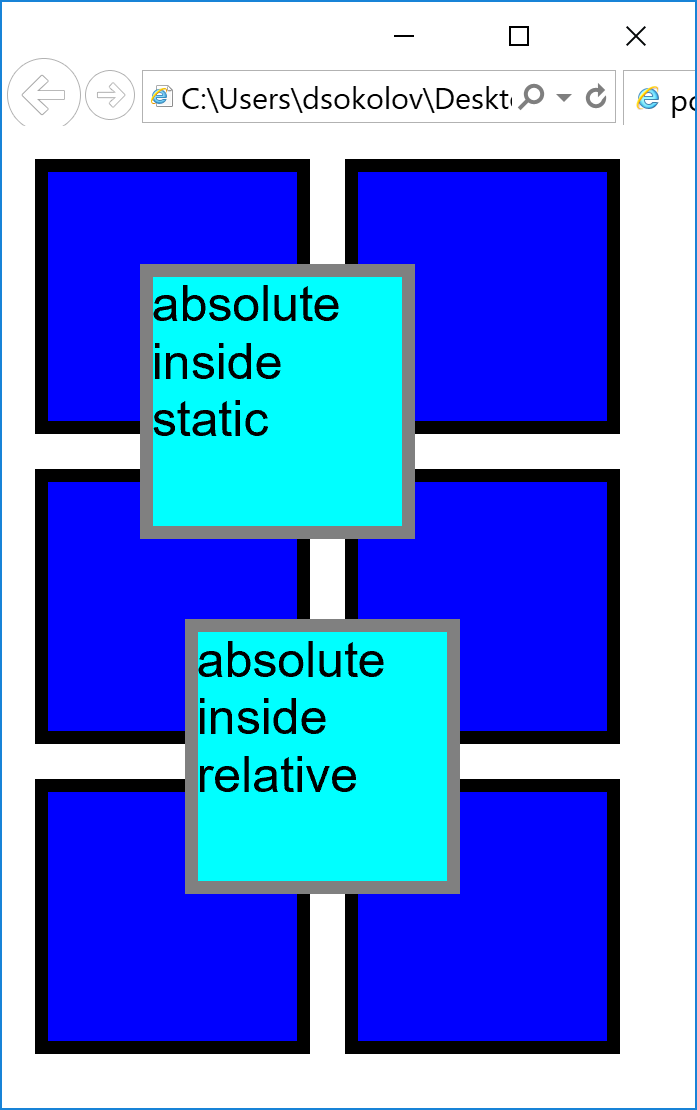 C:\Users\dsokolov\Deskt
absolute
inside
static
absolute
inside
relative